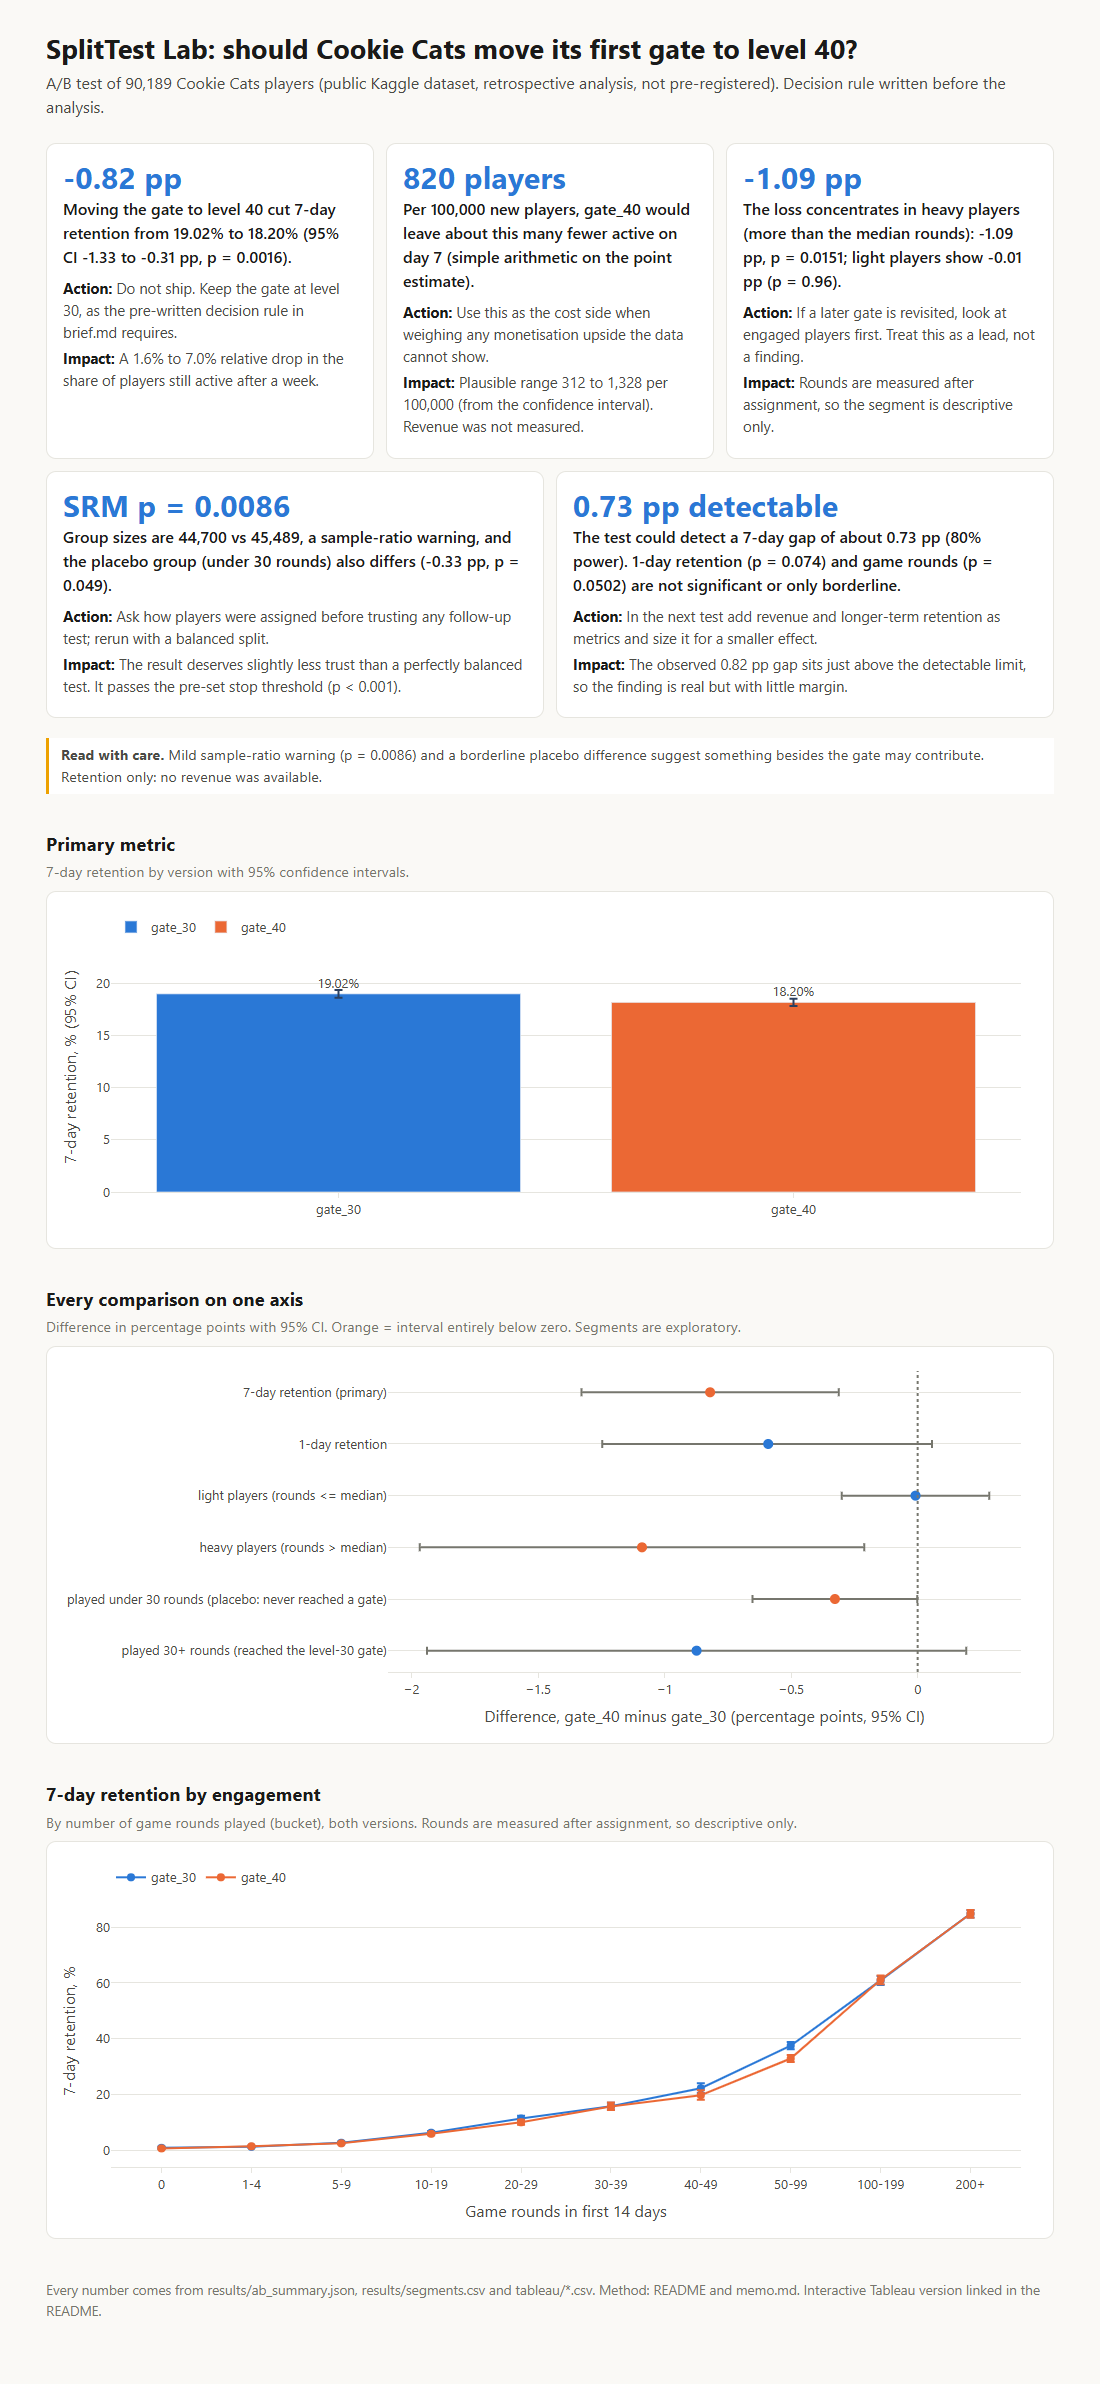 SplitTest Lab: should Cookie Cats move its first gate to level 40?
A/B test of 90,189 Cookie Cats players (public Kaggle dataset, retrospective analysis, not pre-registered). Decision rule written before the
analysis.
-0.82 pp
Moving the gate to level 40 cut 7-day
retention from 19.02% to 18.20% (95%
CI -1.33 to -0.31 pp, p = 0.0016).
Action: Do not ship. Keep the gate at level
30, as the pre-written decision rule in
brief.md requires.
Impact: A 1.6% to 7.0% relative drop in the
share of players still active after a week.
820 players
Per 100,000 new players, gate_40 would
leave about this many fewer active on
day 7 (simple arithmetic on the point
estimate).
Action: Use this as the cost side when
weighing any monetisation upside the data
cannot show.
Impact: Plausible range 312 to 1,328 per
100,000 (from the confidence interval).
Revenue was not measured.
-1.09 pp
The loss concentrates in heavy players
(more than the median rounds): -1.09
pp, p = 0.0151; light players show -0.01
pp (p = 0.96).
Action: If a later gate is revisited, look at
engaged players first. Treat this as a lead, not
a finding.
Impact: Rounds are measured after
assignment, so the segment is descriptive
only.
SRM p = 0.0086
Group sizes are 44,700 vs 45,489, a sample-ratio warning, and
the placebo group (under 30 rounds) also differs (-0.33 pp, p =
0.049).
Action: Ask how players were assigned before trusting any follow-up
test; rerun with a balanced split.
Impact: The result deserves slightly less trust than a perfectly balanced
test. It passes the pre-set stop threshold (p < 0.001).
0.73 pp detectable
The test could detect a 7-day gap of about 0.73 pp (80%
power). 1-day retention (p = 0.074) and game rounds (p =
0.0502) are not significant or only borderline.
Action: In the next test add revenue and longer-term retention as
metrics and size it for a smaller effect.
Impact: The observed 0.82 pp gap sits just above the detectable limit,
so the finding is real but with little margin.
Read with care. Mild sample-ratio warning (p = 0.0086) and a borderline placebo difference suggest something besides the gate may contribute.
Retention only: no revenue was available.
Primary metric
7-day retention by version with 95% confidence intervals.
gate_30
gate_40
7-day retention, % (95% CI)
20
15
10
5
0
19.02%
18.20%
gate_30
gate_40
Every comparison on one axis
Difference in percentage points with 95% CI. Orange = interval entirely below zero. Segments are exploratory.
7-day retention (primary)
1-day retention
light players (rounds <= median)
heavy players (rounds > median)
played under 30 rounds (placebo: never reached a gate)
played 30+ rounds (reached the level-30 gate)
−2
−1.5
−1
−0.5
0
Difference, gate_40 minus gate_30 (percentage points, 95% CI)
7-day retention by engagement
By number of game rounds played (bucket), both versions. Rounds are measured after assignment, so descriptive only.
gate_30
gate_40
7-day retention, %
80
60
40
20
0
0
1-4
5-9
10-19
20-29
30-39
40-49
50-99
100-199
200+
Game rounds in first 14 days
Every number comes from results/ab_summary.json, results/segments.csv and tableau/*.csv. Method: README and memo.md. Interactive Tableau version linked in the
README.